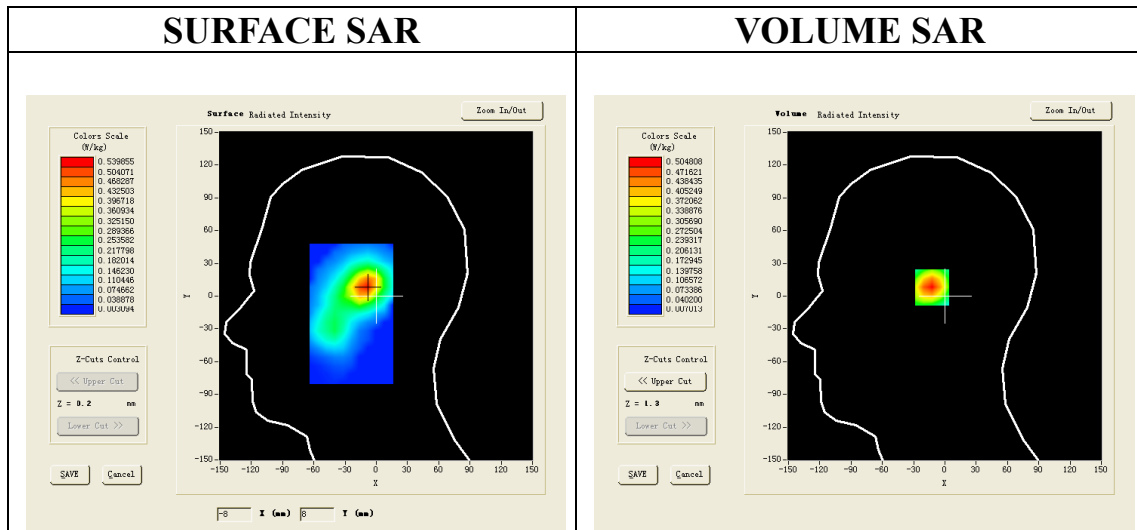 SURFACE SAR
VOLUME SAR
Surface Radiated Intensity
Zoom In/Out
Colors Scale
(W/kg)
0.539855
0.504071
0.468287
0.432503
0.396718
0.360934
0.325150
0.289366
0.253582
0.217798
0.182014
0.146230
0.110446
0.074662
0.038878
0.003094
150
120
90
60
30
0
-30
-60
-90
-120
-150
Y
-150 -120 -90 -60 -30 0 30 60 90 120 150
X
Z-Cuts Control
<< Upper Cut
Z = 0.2 mm
Lower Cut >>
SAVE Cancel
-8 X (mm) 8 Y (mm)
Volume Radiated Intensity
Zoom In/Out
Colors Scale
(W/kg)
0.504808
0.471621
0.438435
0.405249
0.372062
0.338876
0.305690
0.272504
0.239317
0.206131
0.172945
0.139758
0.106572
0.073386
0.040200
0.007013
150
120
90
60
30
0
-30
-60
-90
-120
-150
Y
-150 -120 -90 -60 -30 0 30 60 90 120 150
X
Z-Cuts Control
<< Upper Cut
Z = 1.3 mm
Lower Cut >>
SAVE Cancel